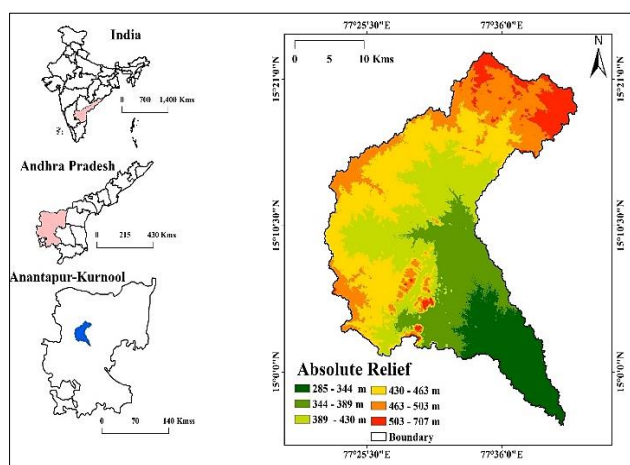 India
0 700 1,400 Kms
Andhra Pradesh
0 215 430 Kms
Anantapur-Kurnool
0 70 140 Kms
77°25'30"E 77°36'0"E
0 5 10 Kms
N
15°21'0"N
15°21'0"N
15°10'30"N
15°10'30"N
15°0'0"N
15°0'0"N
Absolute Relief
285 - 344 m
344 - 389 m
389 - 430 m
430 - 463 m
463 - 503 m
503 - 707 m
Boundary
77°25'30"E 77°36'0"E